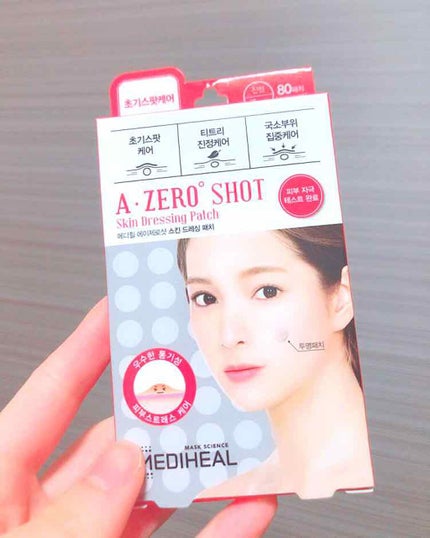 초기스팟케어
80패치
초기스팟
케어
티트리
진정케어
국소부위
집중케어
A·ZERO° SHOT
Skin Dressing Patch
메디힐 에이제로샷 스킨 드레싱 패치
피부 자극
테스트 완료
투명패치
우수한 통기성
피부스트레스 케어
MASK SCIENCE
MEDIHEAL